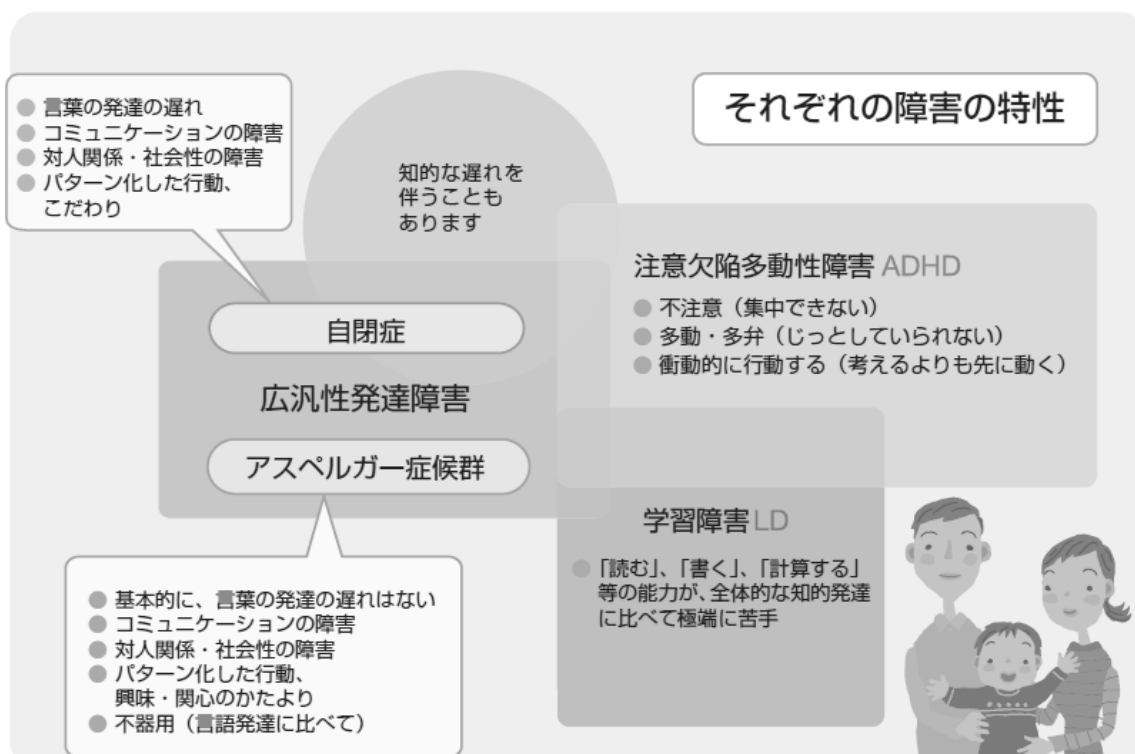 それぞれの障害の特性
● 言葉の発達の遅れ
● コミュニケーションの障害
● 対人関係・社会性の障害
● パターン化した行動、
こだわり
知的な遅れを
伴うことも
あります
自閉症
広汎性発達障害
アスペルガー症候群
● 基本的に、言葉の発達の遅れはない
● コミュニケーションの障害
● 対人関係・社会性の障害
● パターン化した行動、
興味・関心のかたより
● 不器用（言語発達に比べて）
注意欠陥多動性障害 ADHD
● 不注意（集中できない）
● 多動・多弁（じっとしていられない）
● 衝動的に行動する（考えるよりも先に動く）
学習障害 LD
● 「読む」、「書く」、「計算する」
等の能力が、全体的な知的発達
に比べて極端に苦手